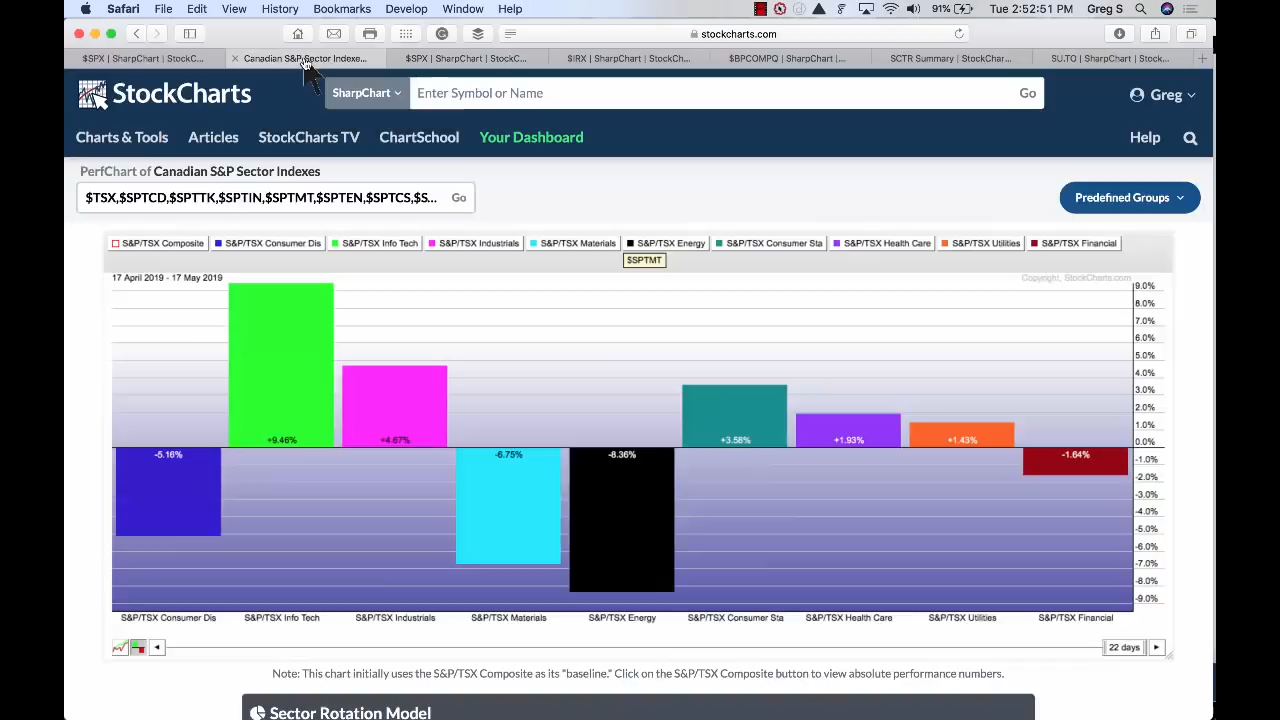 Safari File Edit View History Bookmarks Develop Window Help 91% Tue 2:52:51 PM Greg S
stockcharts.com
$SPX | SharpChart | StockC... Canadian S&P Sector Indexe... $SPX | SharpChart | StockC... $IRX | SharpChart | StockCh... $BPCOMPQ | SharpChart |... SCTR Summary | StockChar... SU.TO | SharpChart | Stock...
StockCharts SharpChart Enter Symbol or Name Go Greg
Charts & Tools Articles StockCharts TV ChartSchool Your Dashboard Help
PerfChart of Canadian S&P Sector Indexes
$TSX,$SPTCD,$SPTTK,$SPTIN,$SPTMT,$SPTEN,$SPTCS,$S... Go Predefined Groups
S&P/TSX Composite S&P/TSX Consumer Dis S&P/TSX Info Tech S&P/TSX Industrials S&P/TSX Materials S&P/TSX Energy S&P/TSX Consumer Sta S&P/TSX Health Care S&P/TSX Utilities S&P/TSX Financial
$SPTMT
17 April 2019 - 17 May 2019 Copyright, StockCharts.com
9.0%
8.0%
7.0%
6.0%
5.0%
4.0%
3.0%
2.0%
1.0%
+9.46% +4.67% +3.58% +1.93% +1.43% 0.0%
-5.16% -6.75% -8.36% -1.64% -1.0%
-2.0%
-3.0%
-4.0%
-5.0%
-6.0%
-7.0%
-8.0%
-9.0%
S&P/TSX Consumer Dis S&P/TSX Info Tech S&P/TSX Industrials S&P/TSX Materials S&P/TSX Energy S&P/TSX Consumer Sta S&P/TSX Health Care S&P/TSX Utilities S&P/TSX Financial
22 days
Note: This chart initially uses the S&P/TSX Composite as its "baseline." Click on the S&P/TSX Composite button to view absolute performance numbers.
Sector Rotation Model